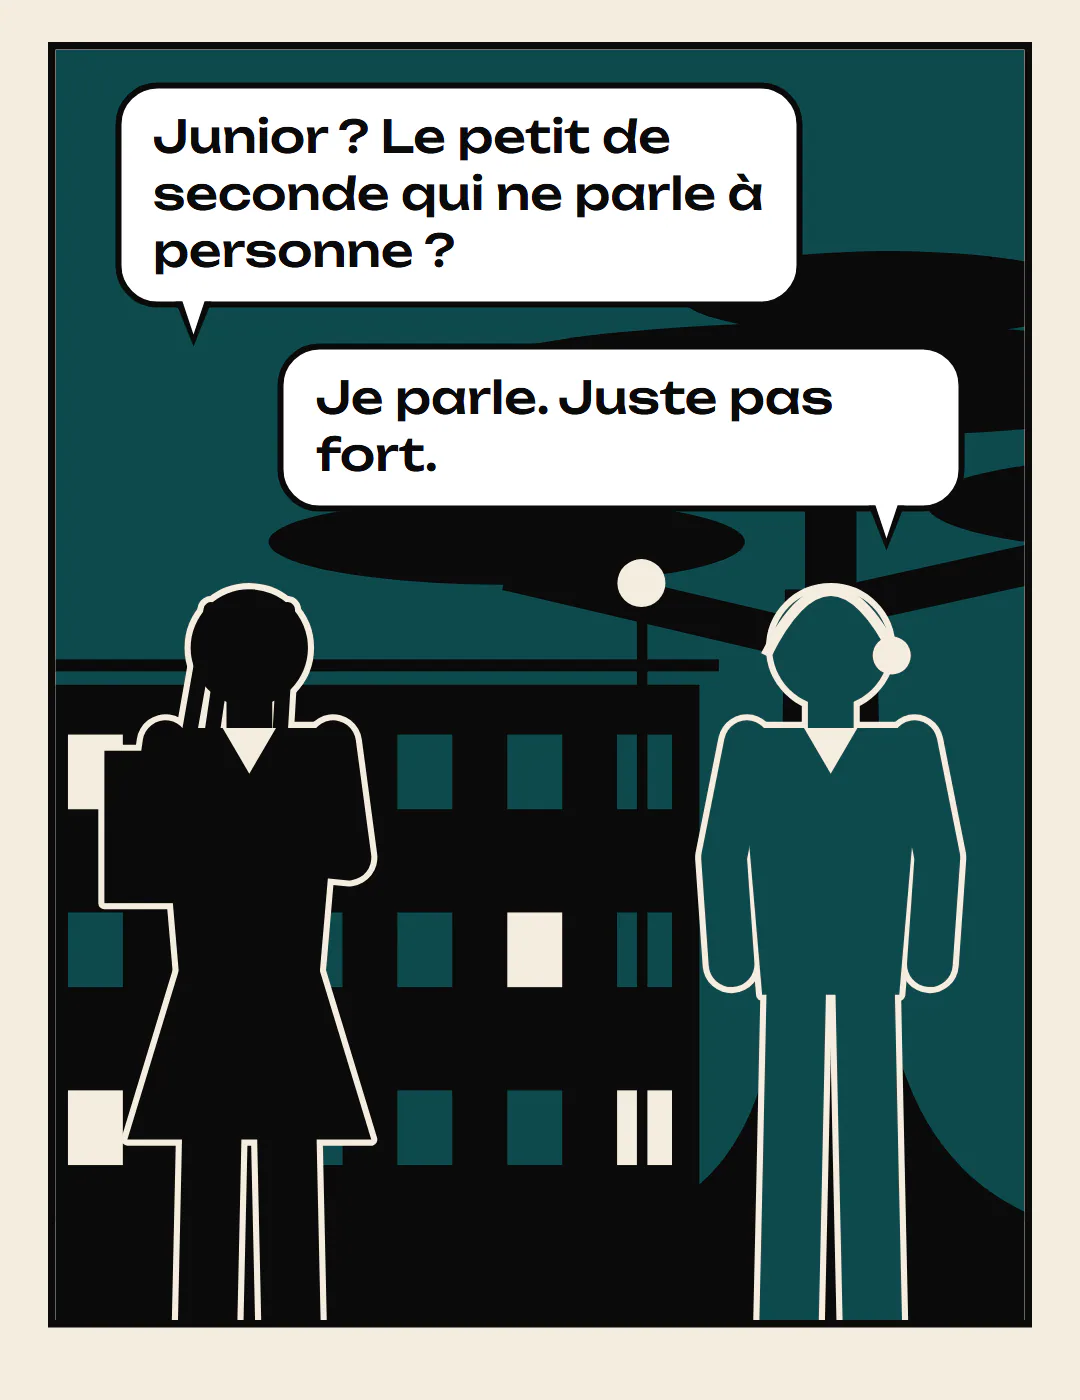 Junior ? Le petit de
seconde qui ne parle à
personne ?
Je parle. Juste pas
fort.